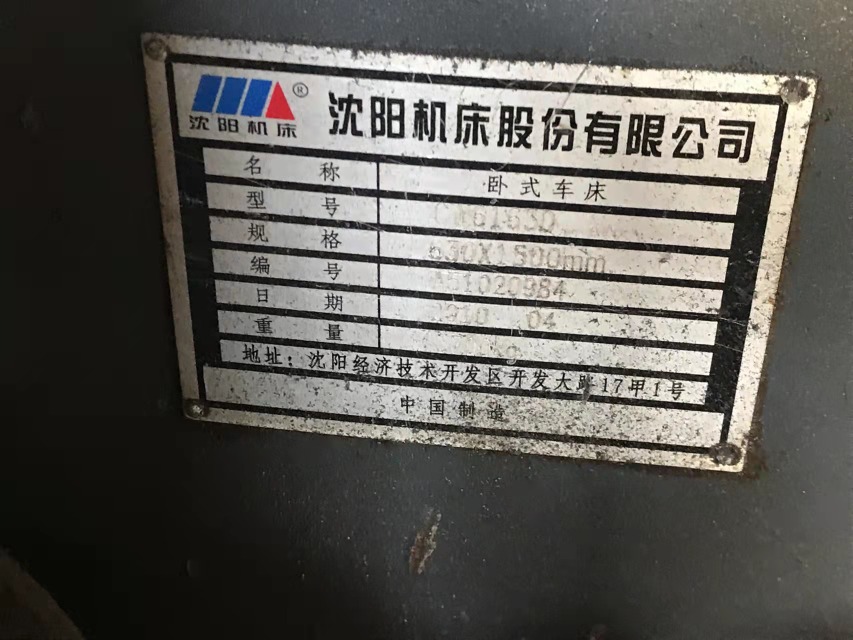 沈阳机床® 沈阳机床股份有限公司
名称 卧式车床
型号
规格 630X1500mm
编号
日期 04
重量
地址：沈阳经济技术开发区开发大路17甲1号
中国制造